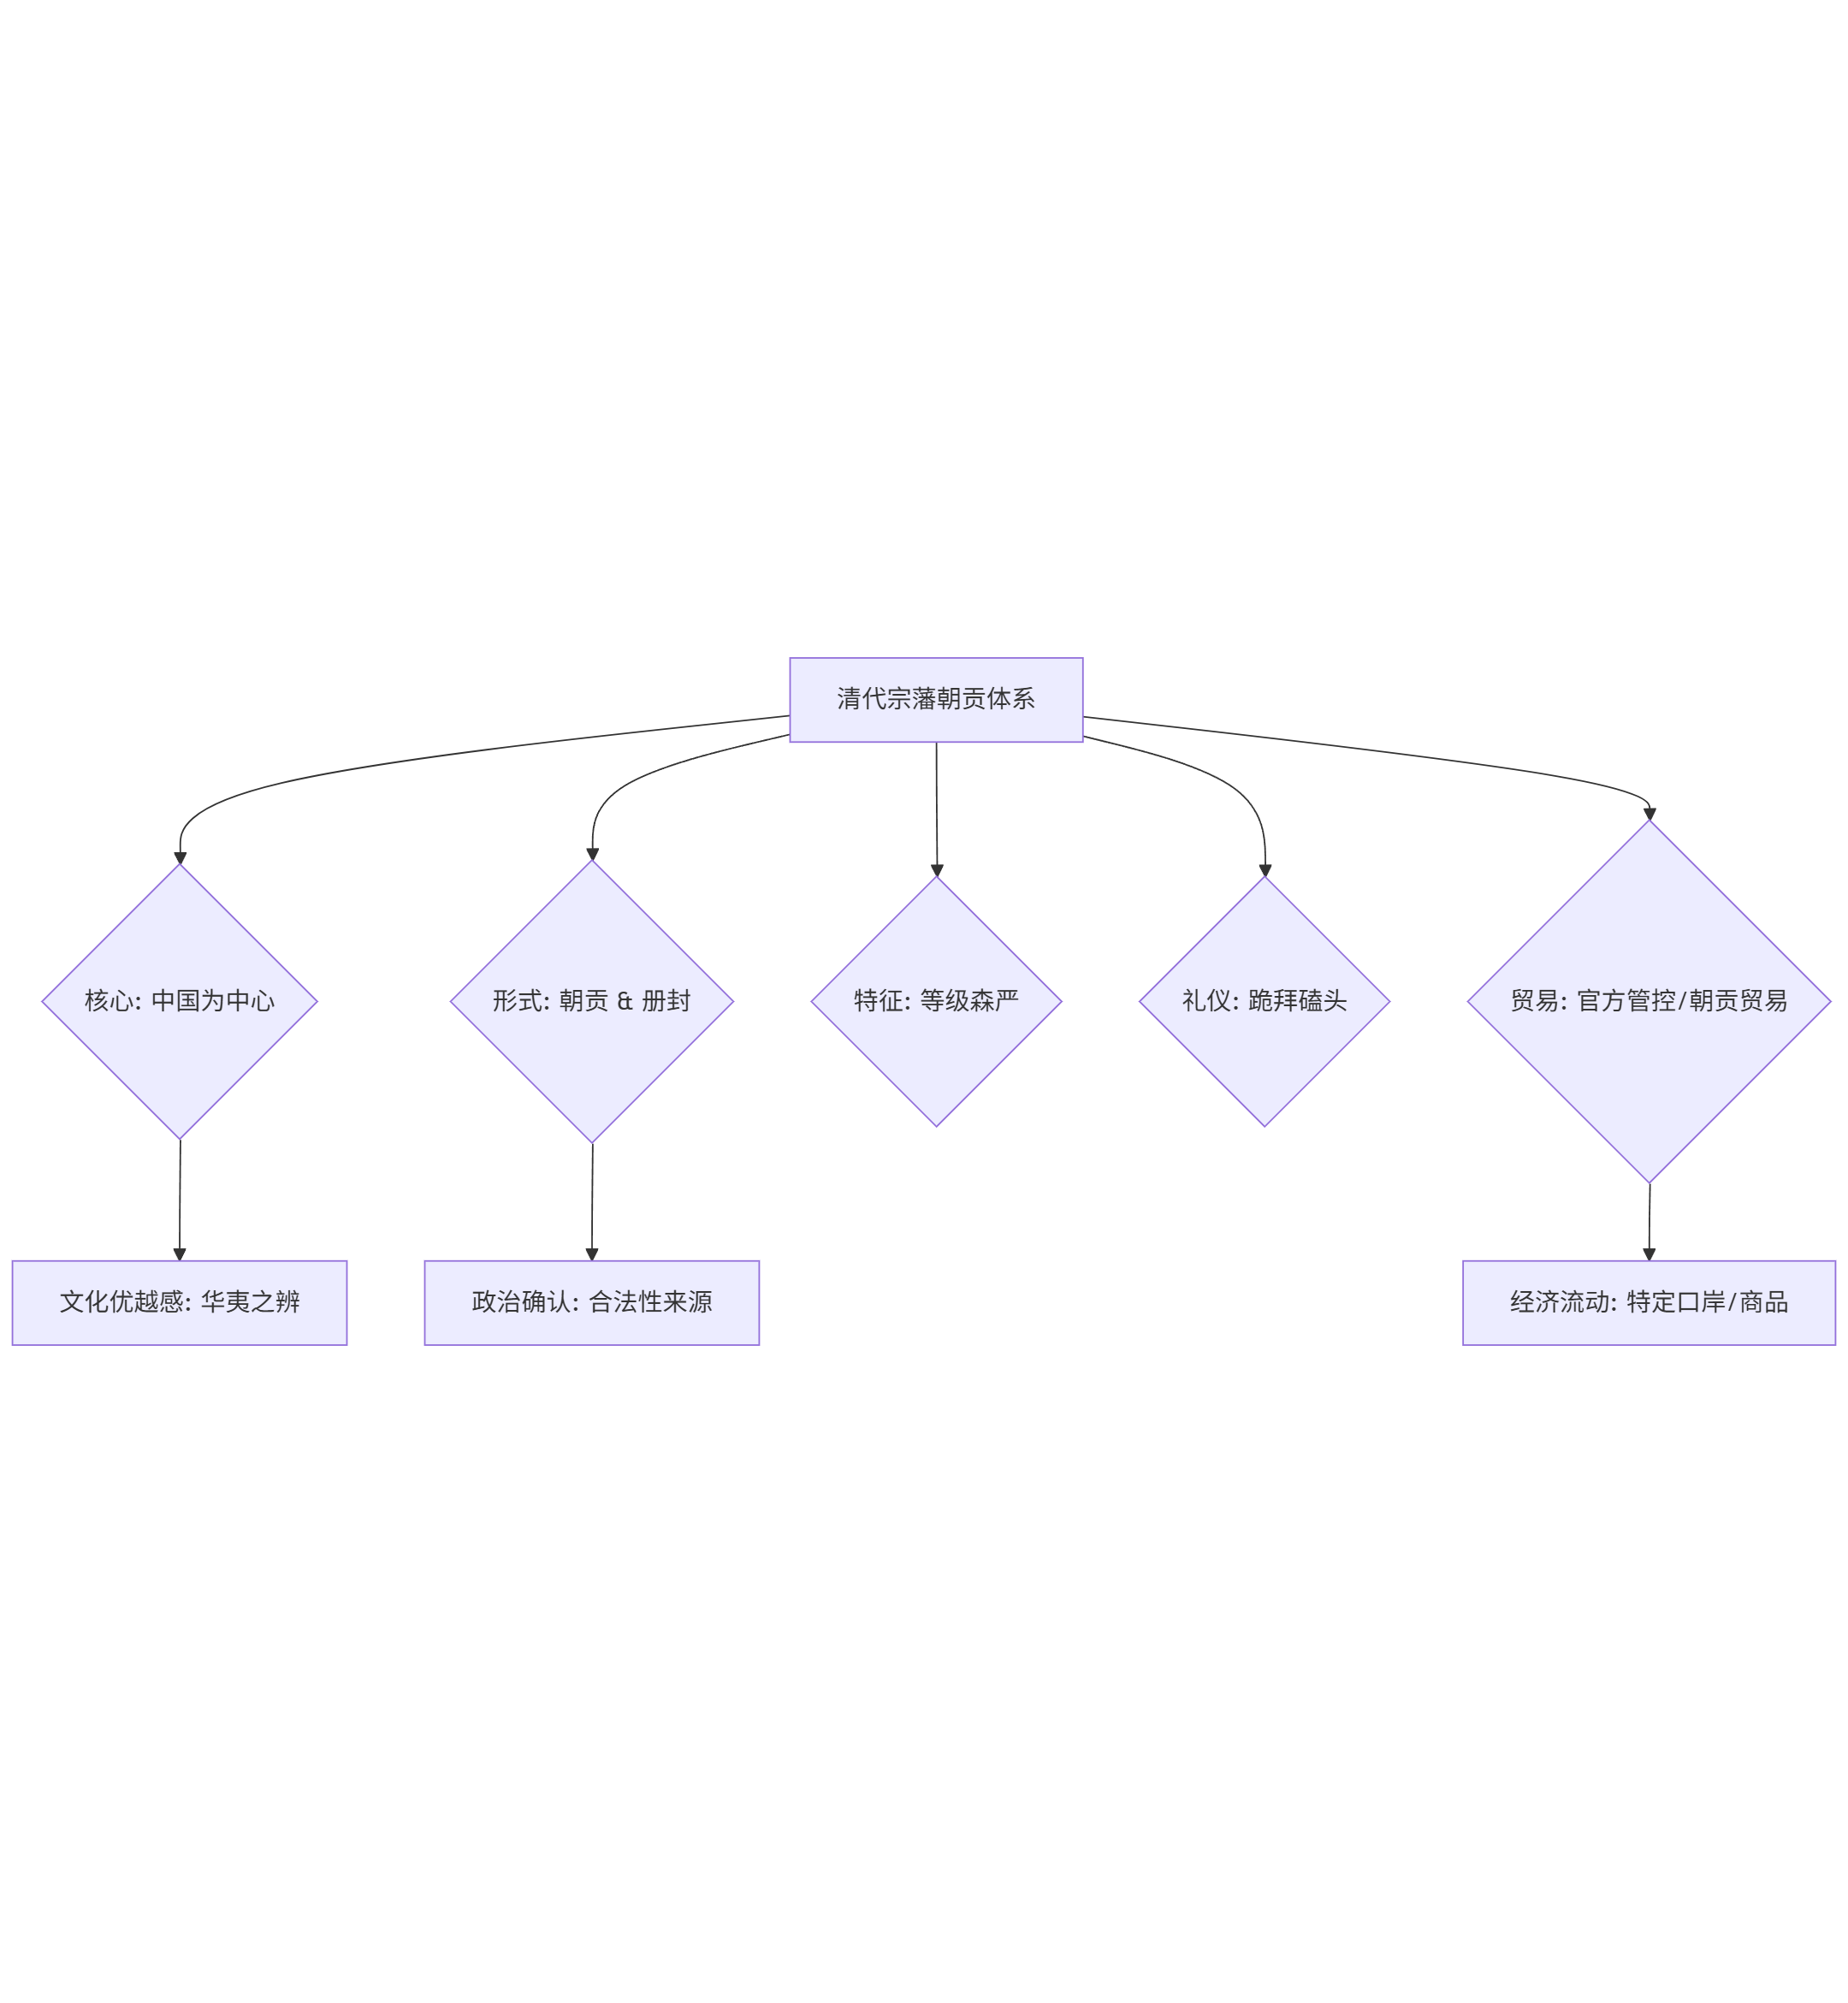 清代宗藩朝贡体系
核心: 中国为中心
形式: 朝贡 & 册封
特征: 等级森严
礼仪: 跪拜磕头
贸易: 官方管控/朝贡贸易
文化优越感: 华夷之辨
政治确认: 合法性来源
经济流动: 特定口岸/商品